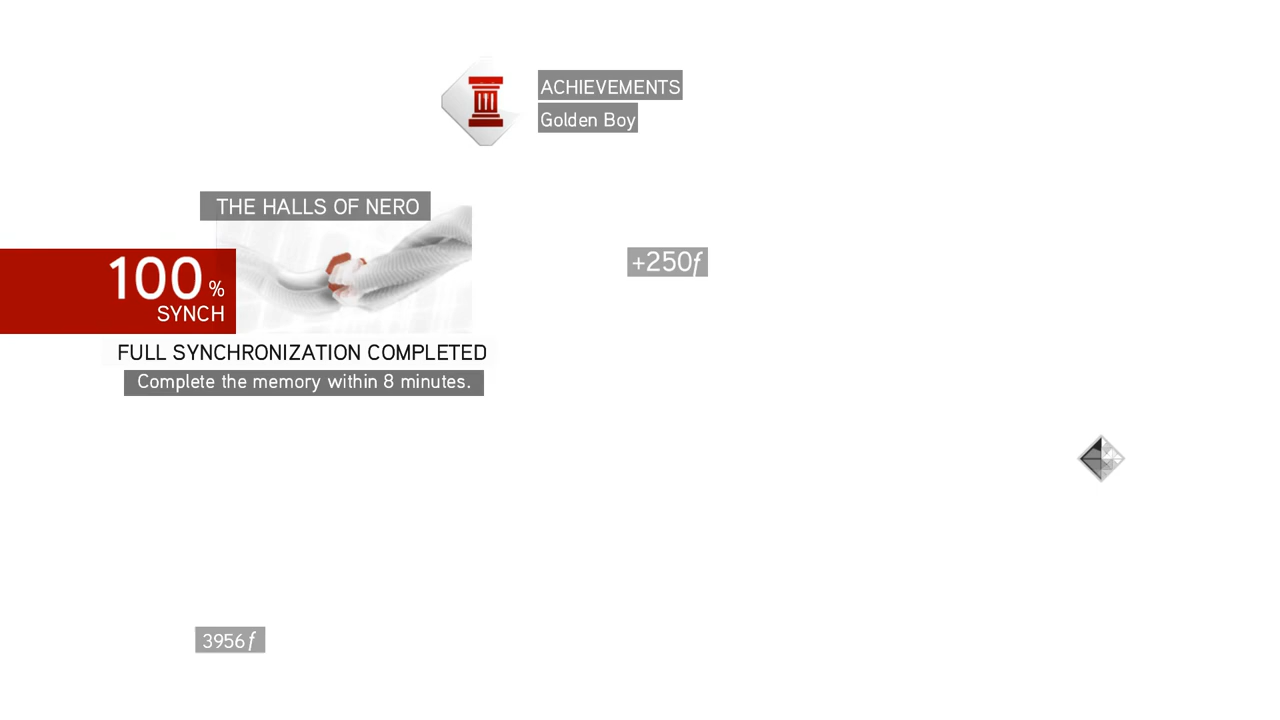 ACHIEVEMENTS
Golden Boy
THE HALLS OF NERO
+250ƒ
100 %
SYNCH
FULL SYNCHRONIZATION COMPLETED
Complete the memory within 8 minutes.
3956ƒ